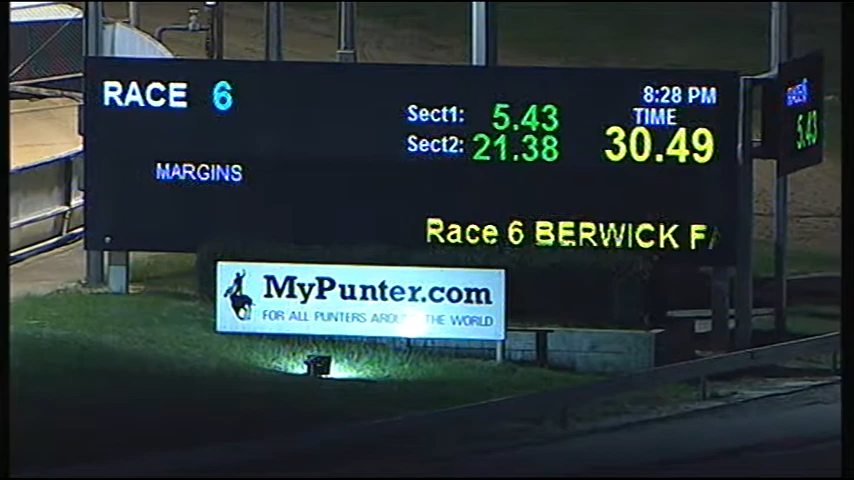 RACE 6
8:28 PM
Sect1: 5.43
TIME
Sect2: 21.38
30.49
MARGINS
Race 6 BERWICK F
MyPunter.com
FOR ALL PUNTERS AROUND THE WORLD
5.43